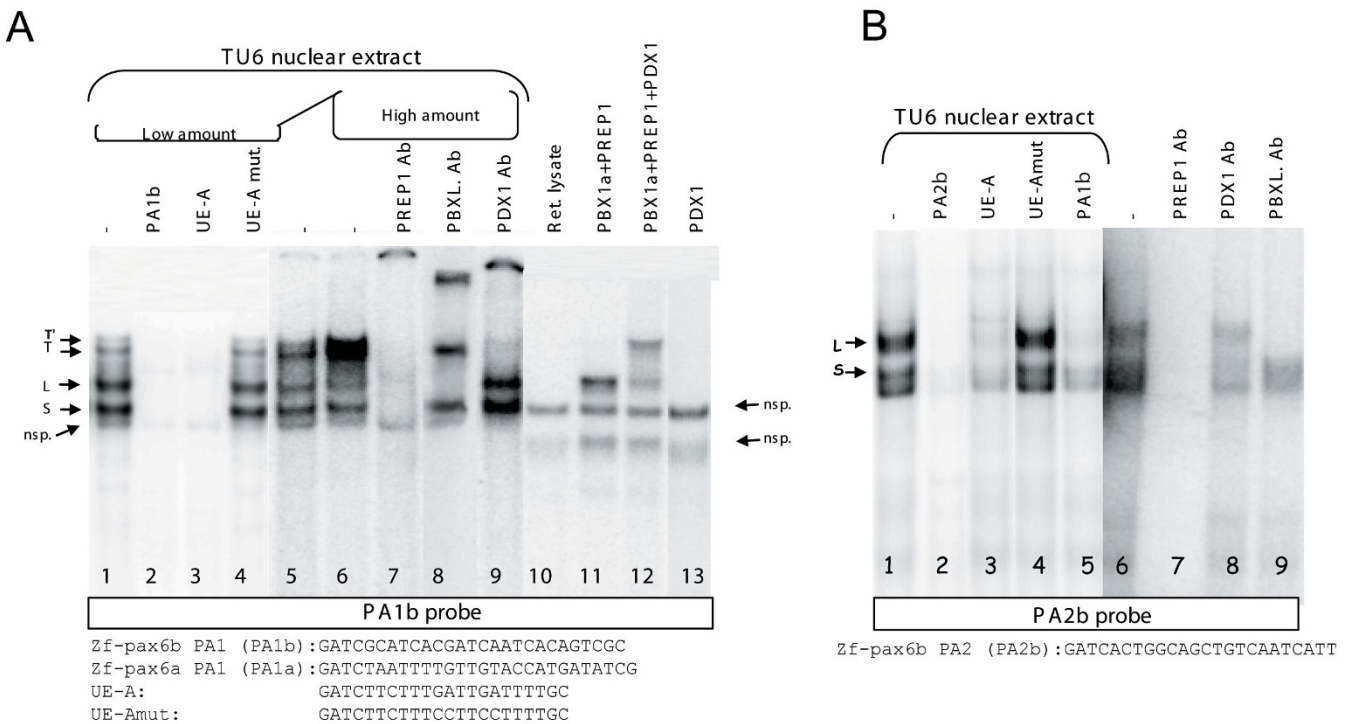 A
TU6 nuclear extract
Low amount
High amount
-
PA1b
UE-A
UE-A mut.
-
-
PREP1 Ab
PBXL. Ab
PDX1 Ab
Ret. lysate
PBX1a+PREP1
PBX1a+PREP1+PDX1
PDX1
T'
T
L
S
nsp.
nsp.
nsp.
1 2 3 4 5 6 7 8 9 10 11 12 13
PA1b probe
Zf-pax6b PA1 (PA1b):GATCGCATCACGATCAATCACAGTCGC
Zf-pax6a PA1 (PA1a):GATCTAATTTTGTTGTACCATGATATCG
UE-A: GATCTTCTTTGATTGATTTTGC
UE-Amut: GATCTTCTTTCCTTCCTTTTGC
B
TU6 nuclear extract
-
PA2b
UE-A
UE-Amut
PA1b
-
PREP1 Ab
PDX1 Ab
PBXL. Ab
L
S
1 2 3 4 5 6 7 8 9
PA2b probe
Zf-pax6b PA2 (PA2b):GATCACTGGCAGCTGTCAATCATT